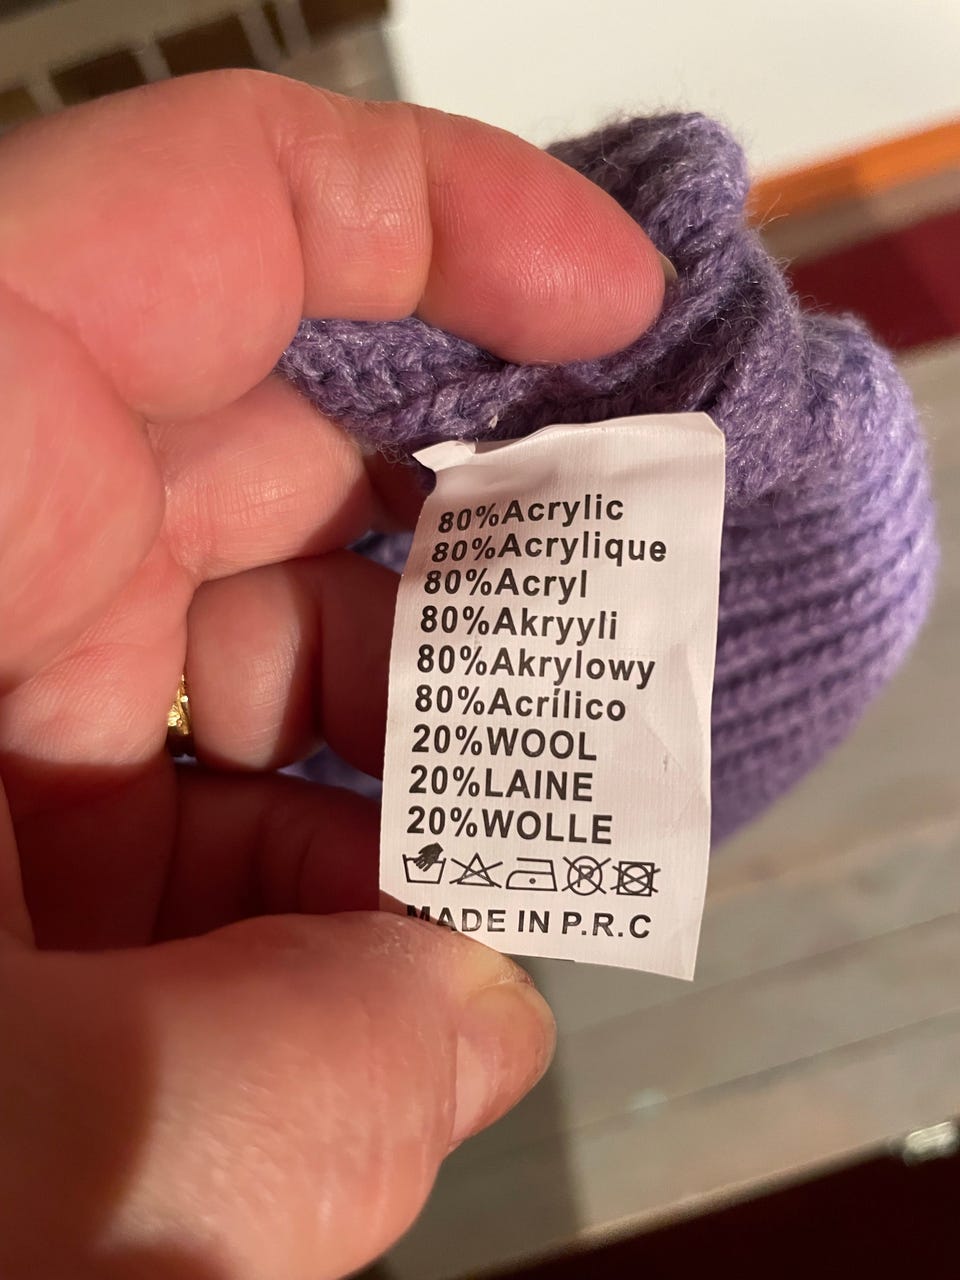 80%Acrylic
80%Acrylique
80%Acryl
80%Akryyli
80%Akrylowy
80%Acrílico
20%WOOL
20%LAINE
20%WOLLE
P
MADE IN P.R.C